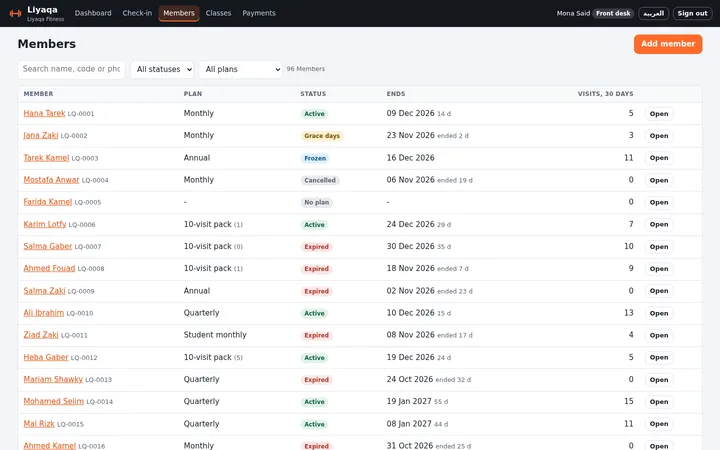 Liyaqa
Liyaqa Fitness
Dashboard Check-in Members Classes Payments
Mona Said Front desk العربية Sign out
Members
Add member
Search name, code or pho
All statuses
All plans
96 Members
MEMBER PLAN STATUS ENDS VISITS, 30 DAYS
Hana Tarek LQ-0001 Monthly Active 09 Dec 2026 14 d 5 Open
Jana Zaki LQ-0002 Monthly Grace days 23 Nov 2026 ended 2 d 3 Open
Tarek Kamel LQ-0003 Annual Frozen 16 Dec 2026 11 Open
Mostafa Anwar LQ-0004 Monthly Cancelled 06 Nov 2026 ended 19 d 0 Open
Farida Kamel LQ-0005 - No plan - 0 Open
Karim Lotfy LQ-0006 10-visit pack (1) Active 24 Dec 2026 29 d 7 Open
Salma Gaber LQ-0007 10-visit pack (0) Expired 30 Dec 2026 35 d 10 Open
Ahmed Fouad LQ-0008 10-visit pack (1) Expired 18 Nov 2026 ended 7 d 9 Open
Salma Zaki LQ-0009 Annual Expired 02 Nov 2026 ended 23 d 0 Open
Ali Ibrahim LQ-0010 Quarterly Active 10 Dec 2026 15 d 13 Open
Ziad Zaki LQ-0011 Student monthly Expired 08 Nov 2026 ended 17 d 4 Open
Heba Gaber LQ-0012 10-visit pack (5) Active 19 Dec 2026 24 d 5 Open
Mariam Shawky LQ-0013 Quarterly Expired 24 Oct 2026 ended 32 d 0 Open
Mohamed Selim LQ-0014 Quarterly Active 19 Jan 2027 55 d 15 Open
Mai Rizk LQ-0015 Quarterly Active 08 Jan 2027 44 d 11 Open
Ahmed Kamel LQ-0016 Monthly Expired 31 Oct 2026 ended 25 d 0 Open